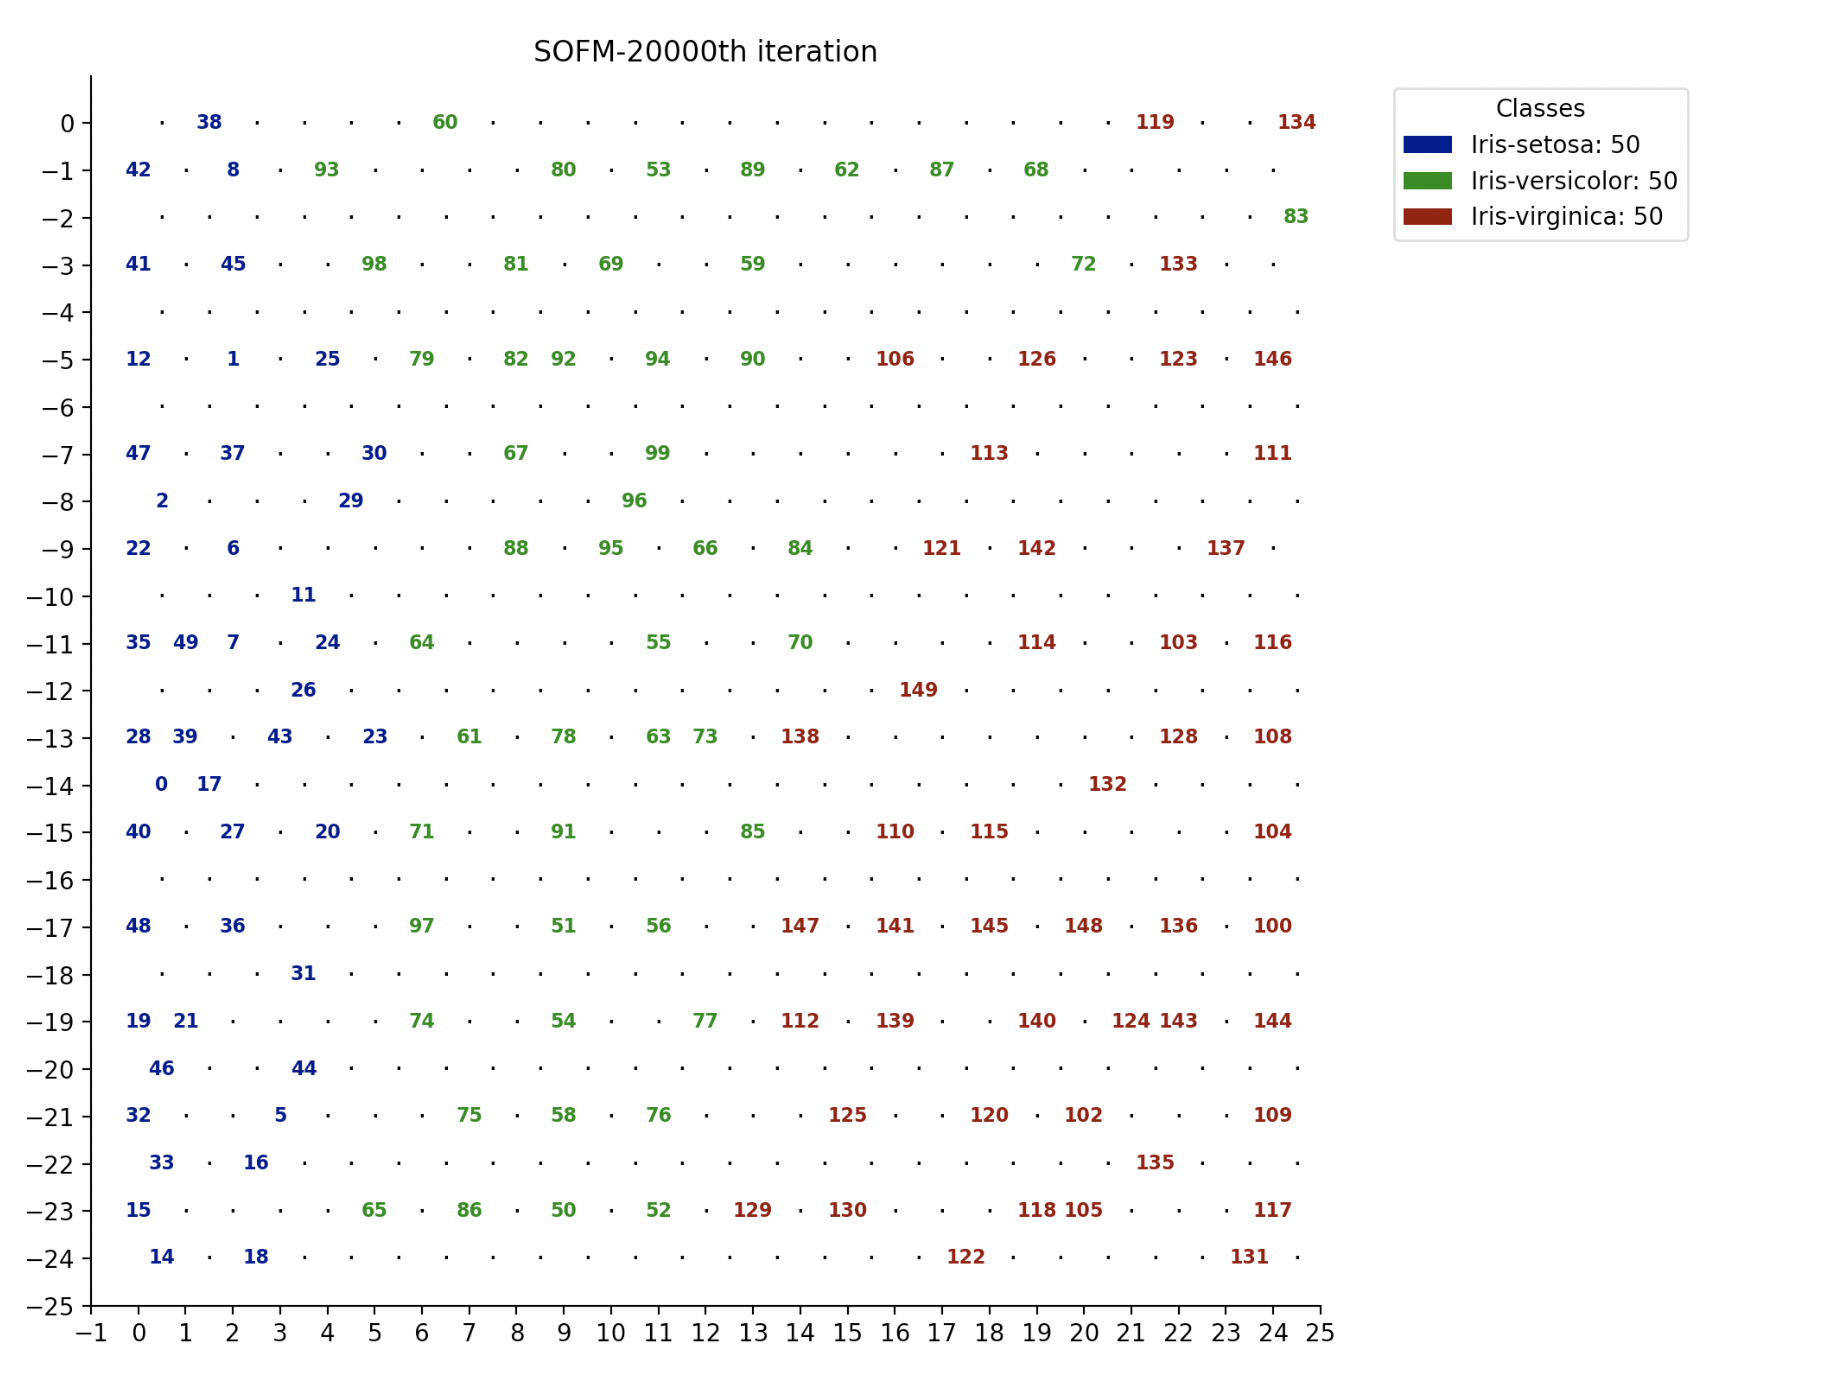 SOFM-20000th iteration
0 38 60 119 134
−1 42 8 93 80 53 89 62 87 68
−2 83
−3 41 45 98 81 69 59 72 133
−4
−5 12 1 25 79 82 92 94 90 106 126 123 146
−6
−7 47 37 30 67 99 113 111
−8 2 29 96
−9 22 6 88 95 66 84 121 142 137
−10 11
−11 35 49 7 24 64 55 70 114 103 116
−12 26 149
−13 28 39 43 23 61 78 63 73 138 128 108
−14 0 17 132
−15 40 27 20 71 91 85 110 115 104
−16
−17 48 36 97 51 56 147 141 145 148 136 100
−18 31
−19 19 21 74 54 77 112 139 140 124 143 144
−20 46 44
−21 32 5 75 58 76 125 120 102 109
−22 33 16 135
−23 15 65 86 50 52 129 130 118 105 117
−24 14 18 122 131
−25
−1 0 1 2 3 4 5 6 7 8 9 10 11 12 13 14 15 16 17 18 19 20 21 22 23 24 25
Classes
Iris-setosa: 50
Iris-versicolor: 50
Iris-virginica: 50